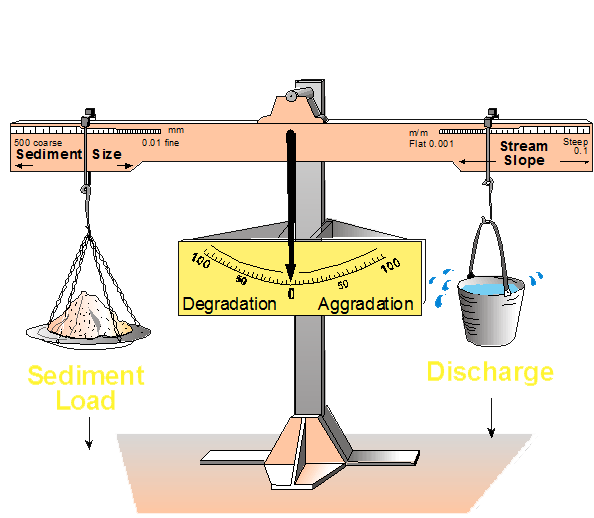 mm
500 coarse
0.01 fine
Sediment Size
m/m
Flat 0.001
Stream
Slope
Steep
0.1
100
50
0
50
100
Degradation
Aggradation
Sediment
Load
Discharge